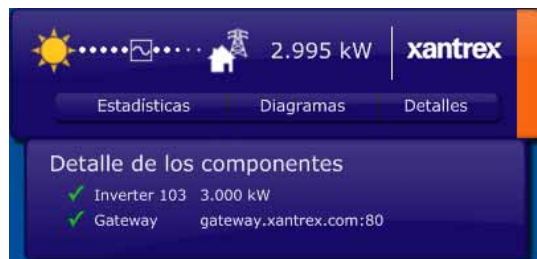 2.995 kW xantrex
Estadísticas Diagramas Detalles
Detalle de los componentes
Inverter 103 3.000 kW
Gateway gateway.xantrex.com:80